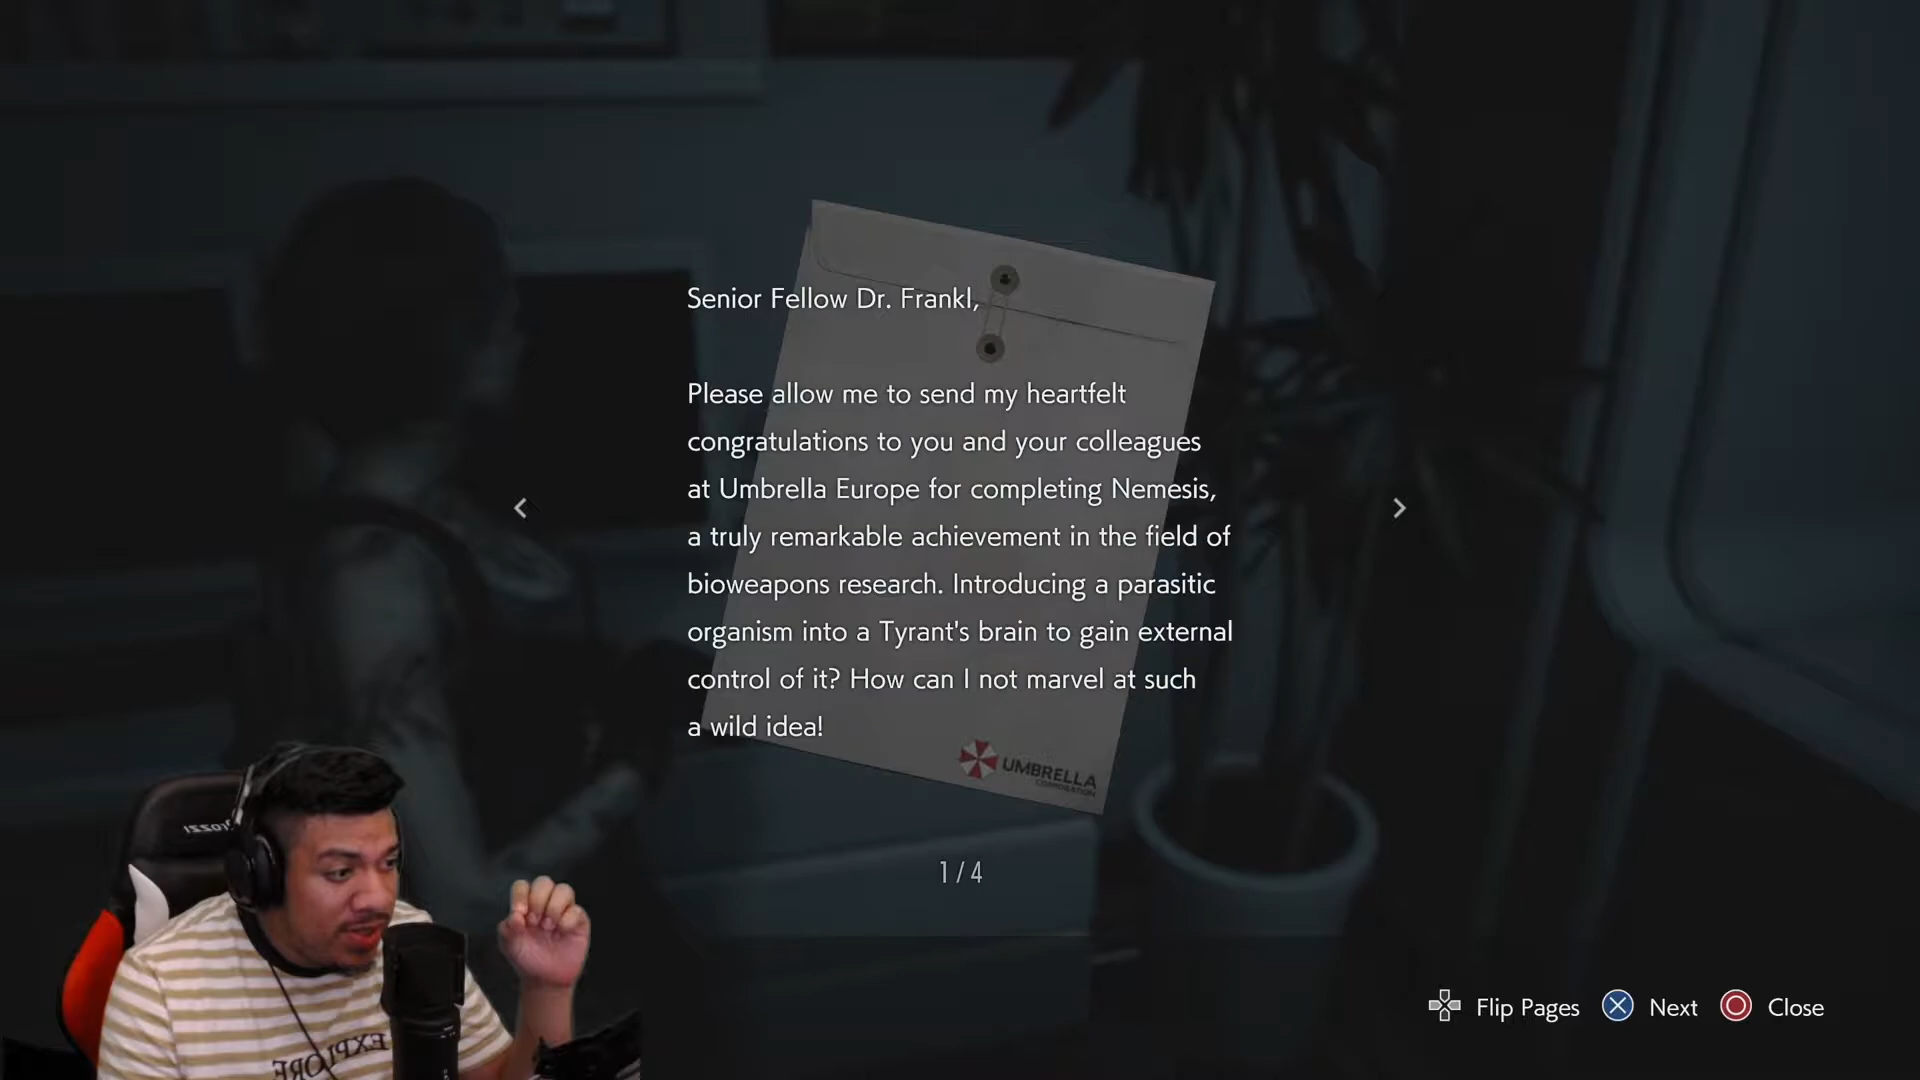 Senior Fellow Dr. Frankl,
Please allow me to send my heartfelt
congratulations to you and your colleagues
at Umbrella Europe for completing Nemesis,
a truly remarkable achievement in the field of
bioweapons research. Introducing a parasitic
organism into a Tyrant's brain to gain external
control of it? How can I not marvel at such
a wild idea!
UMBRELLA
CORPORATION
1/4
EXPLORE
Flip Pages
Next
Close